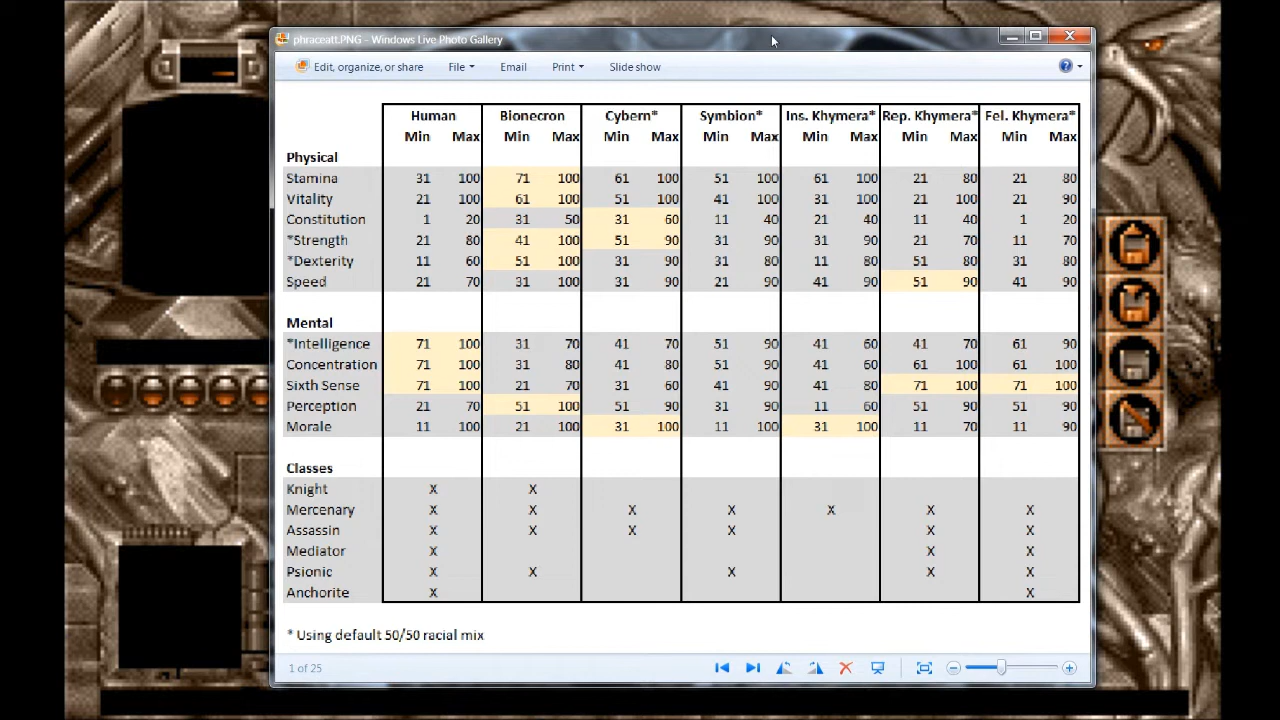 phraceatt.PNG - Windows Live Photo Gallery
Edit, organize, or share File Email Print Slide show
Human Bionecron Cybern* Symbion* Ins. Khymera* Rep. Khymera* Fel. Khymera*
Min Max Min Max Min Max Min Max Min Max Min Max Min Max
Physical
Stamina 31 100 71 100 61 100 51 100 61 100 21 80 21 80
Vitality 21 100 61 100 51 100 41 100 31 100 21 100 21 90
Constitution 1 20 31 50 31 60 11 40 21 40 11 40 1 20
*Strength 21 80 41 100 51 90 31 90 31 90 21 70 11 70
*Dexterity 11 60 51 100 31 90 31 80 11 80 51 80 31 80
Speed 21 70 31 100 31 90 21 90 41 90 51 90 41 90
Mental
*Intelligence 71 100 31 70 41 70 51 90 41 60 41 70 61 90
Concentration 71 100 31 80 41 80 51 90 41 60 61 100 61 100
Sixth Sense 71 100 21 70 31 60 41 90 41 80 71 100 71 100
Perception 21 70 51 100 51 90 31 90 11 60 51 90 51 90
Morale 11 100 21 100 31 100 11 100 31 100 11 70 11 90
Classes
Knight X X
Mercenary X X X X X X X
Assassin X X X X X X
Mediator X X X
Psionic X X X X X
Anchorite X X
* Using default 50/50 racial mix
1 of 25